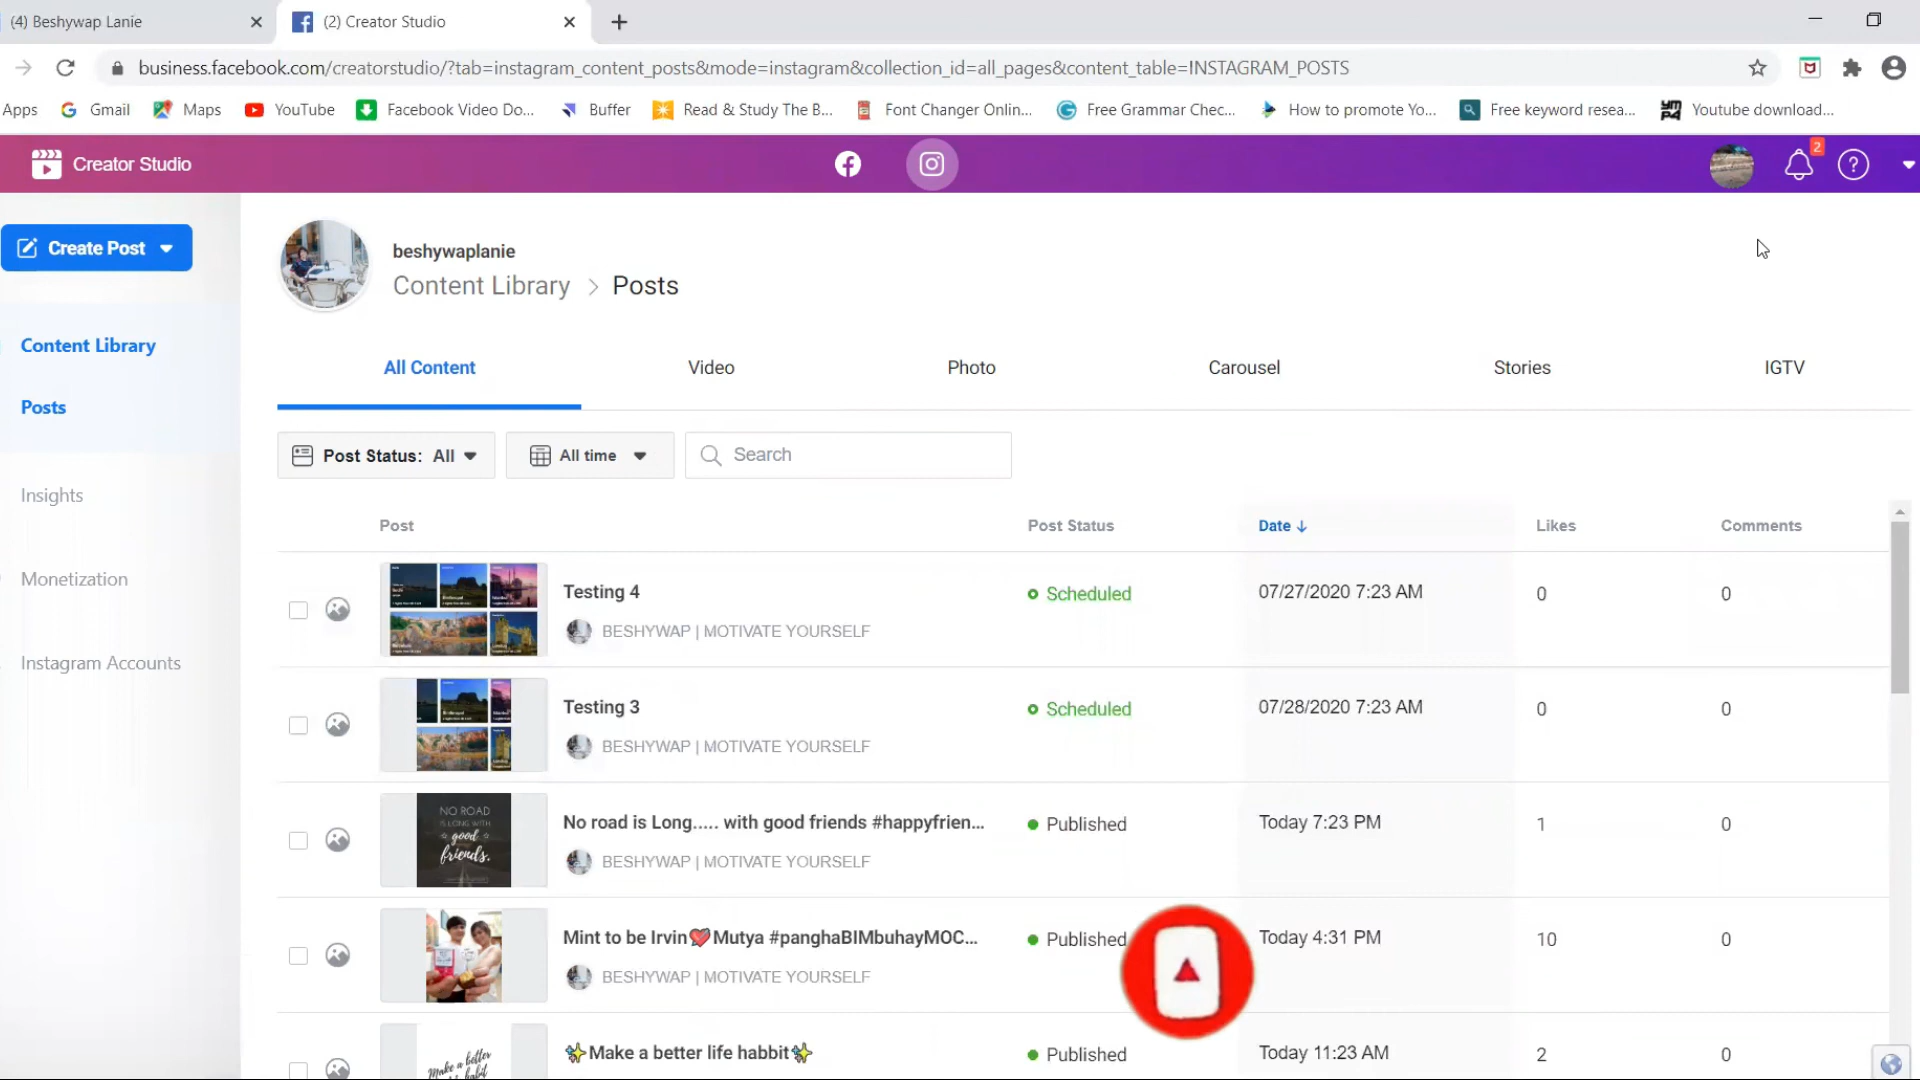 (4) Beshywap Lanie
(2) Creator Studio
business.facebook.com/creatorstudio/?tab=instagram_content_posts&mode=instagram&collection_id=all_pages&content_table=INSTAGRAM_POSTS
Apps Gmail Maps YouTube Facebook Video Do... Buffer Read & Study The B... Font Changer Onlin... Free Grammar Chec... How to promote Yo... Free keyword resea... Youtube download...
Creator Studio
2
?
Create Post
Content Library
Posts
Insights
Monetization
Instagram Accounts
beshywaplanie
Content Library > Posts
All Content Video Photo Carousel Stories IGTV
Post Status: All All time Search
Post Post Status Date ↓ Likes Comments
Testing 4 Scheduled 07/27/2020 7:23 AM 0 0
BESHYWAP | MOTIVATE YOURSELF
Testing 3 Scheduled 07/28/2020 7:23 AM 0 0
BESHYWAP | MOTIVATE YOURSELF
NO ROAD
IS LONG WITH
good
friends.
No road is Long..... with good friends #happyfrien... Published Today 7:23 PM 1 0
BESHYWAP | MOTIVATE YOURSELF
Mint to be Irvin💘Mutya #panghaBIMbuhayMOC... Published Today 4:31 PM 10 0
BESHYWAP | MOTIVATE YOURSELF
Make a better
✨Make a better life habbit✨ Published Today 11:23 AM 2 0